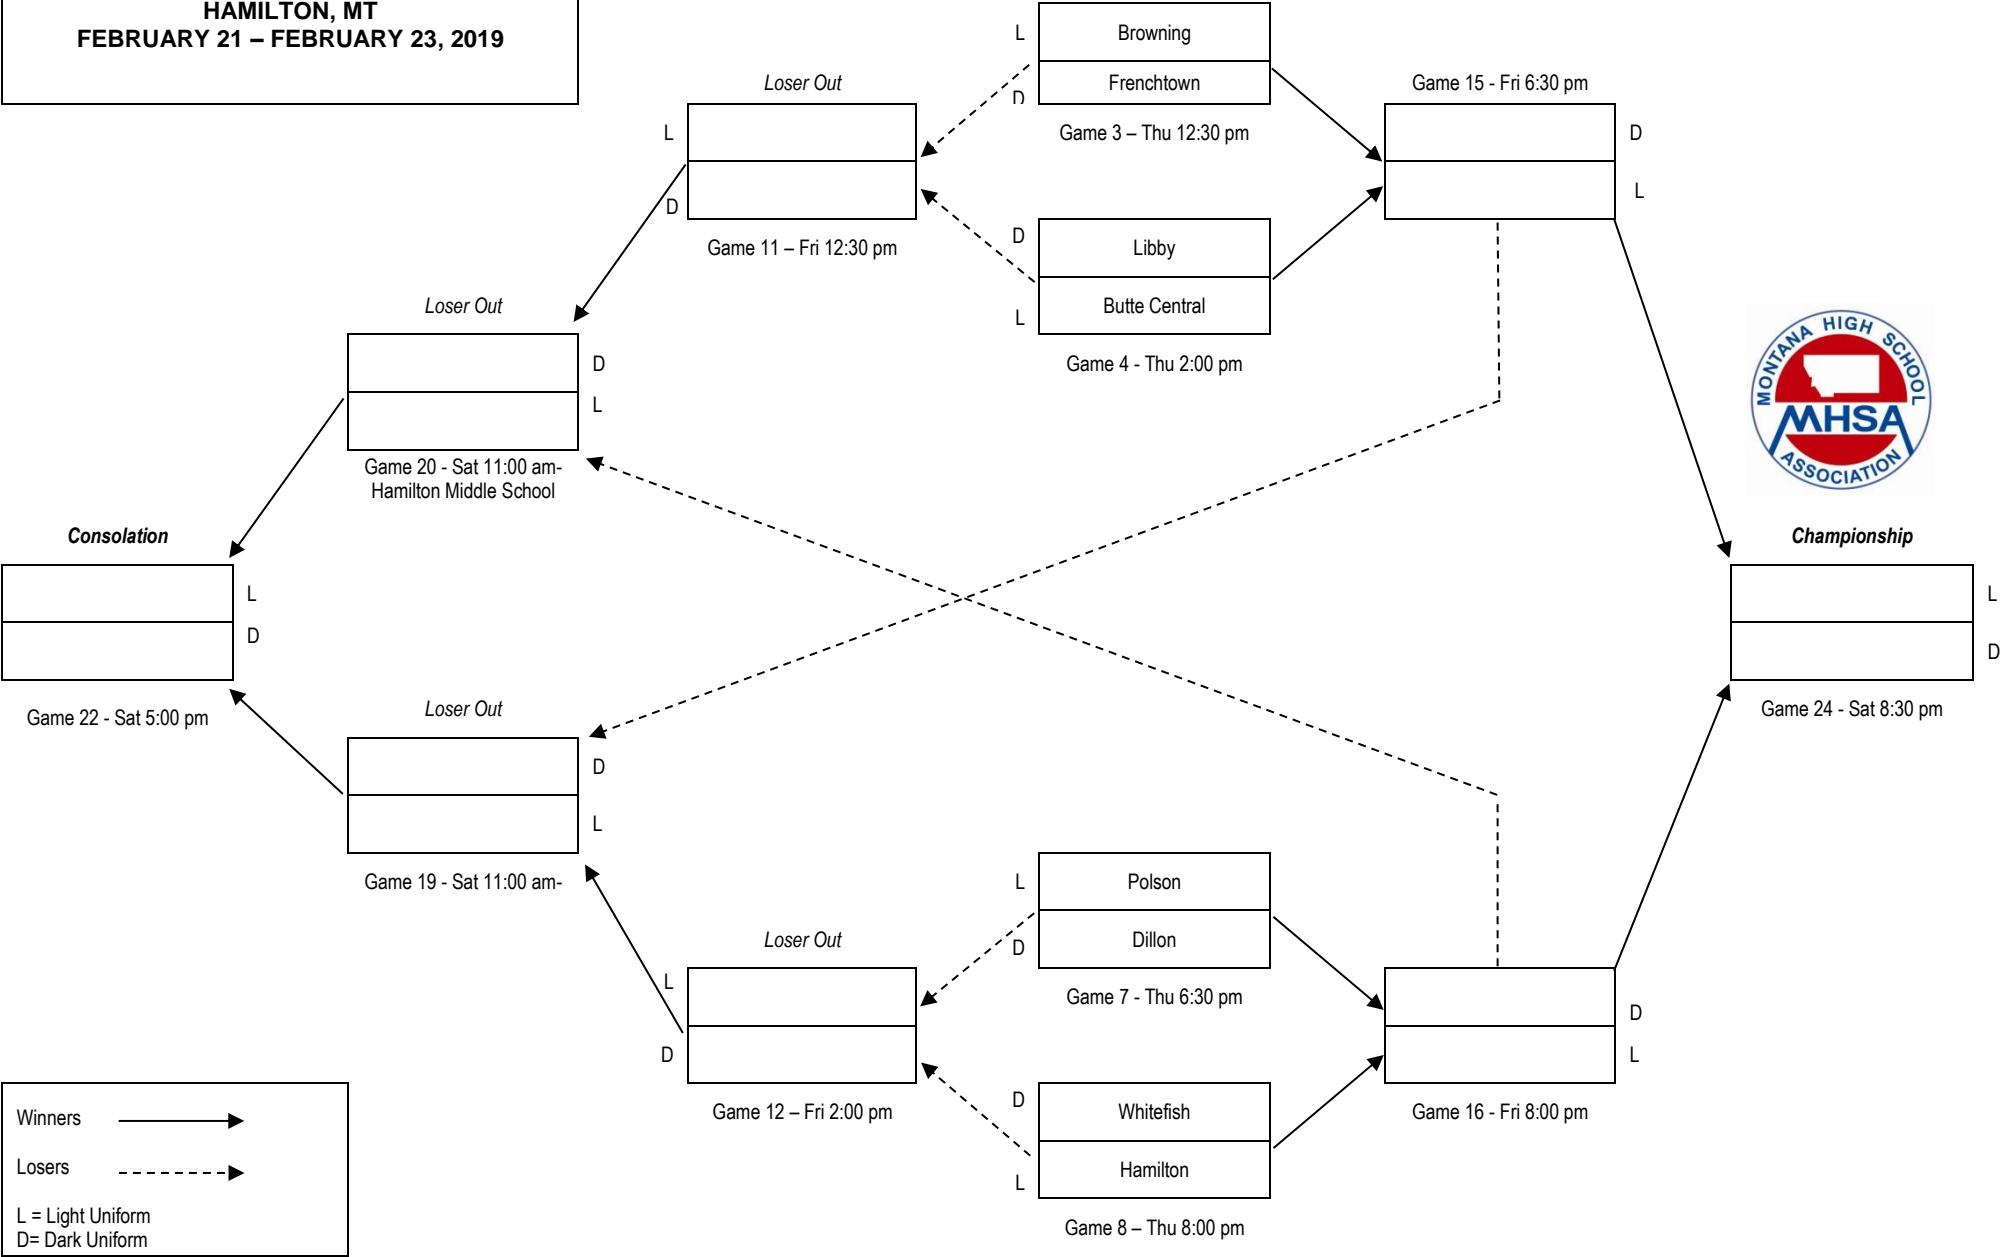 HAMILTON, MT
FEBRUARY 21 – FEBRUARY 23, 2019
L
Browning
D
Frenchtown
Game 3 – Thu 12:30 pm
Loser Out
L
D
Game 11 – Fri 12:30 pm
Game 15 - Fri 6:30 pm
D
L
D
Libby
L
Butte Central
Game 4 - Thu 2:00 pm
Loser Out
D
L
Game 20 - Sat 11:00 am-
Hamilton Middle School
MONTANA HIGH SCHOOL
MHSA
ASSOCIATION
Consolation
L
D
Game 22 - Sat 5:00 pm
Championship
L
D
Game 24 - Sat 8:30 pm
Loser Out
D
L
Game 19 - Sat 11:00 am-
L
Polson
D
Dillon
Game 7 - Thu 6:30 pm
Loser Out
L
D
Game 12 – Fri 2:00 pm
D
L
Game 16 - Fri 8:00 pm
D
Whitefish
L
Hamilton
Game 8 – Thu 8:00 pm
Winners
Losers
L = Light Uniform
D= Dark Uniform